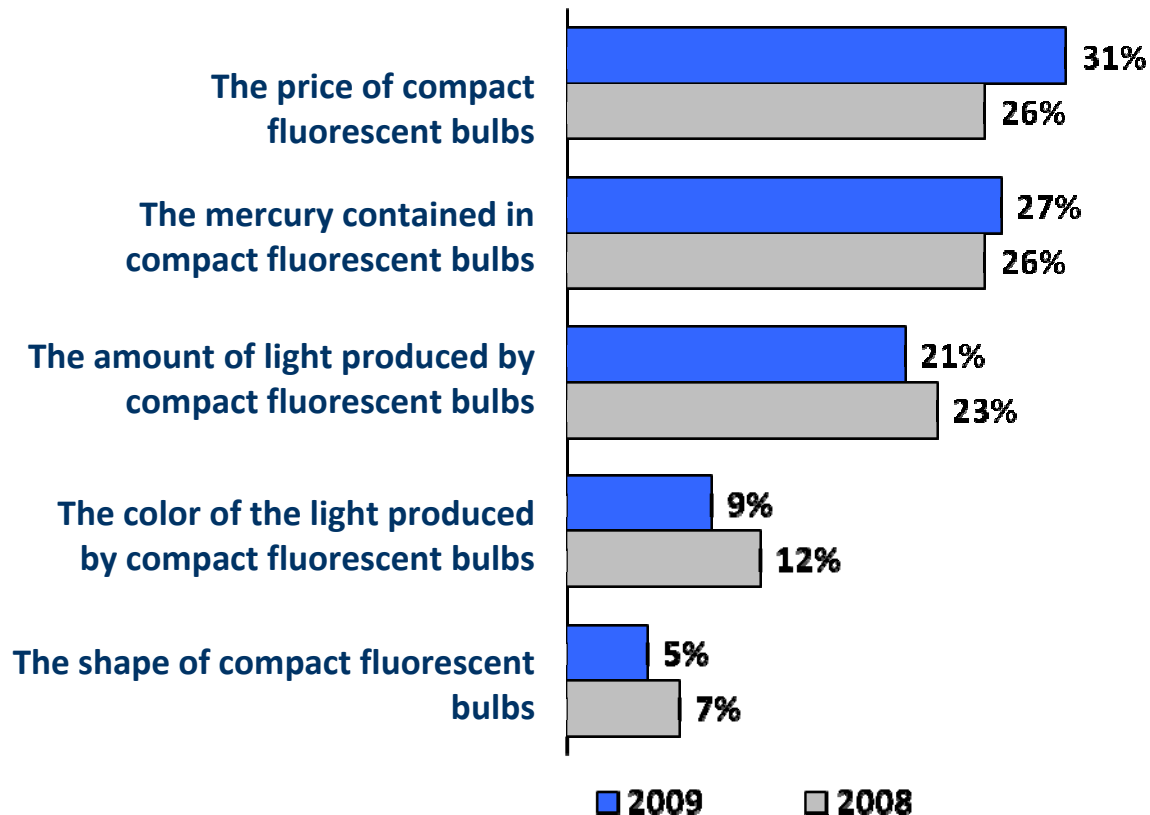 31%
The price of compact
fluorescent bulbs
26%
27%
The mercury contained in
compact fluorescent bulbs
26%
The amount of light produced by
compact fluorescent bulbs
21%
23%
The color of the light produced
by compact fluorescent bulbs
9%
12%
The shape of compact fluorescent
bulbs
5%
7%
2009 2008